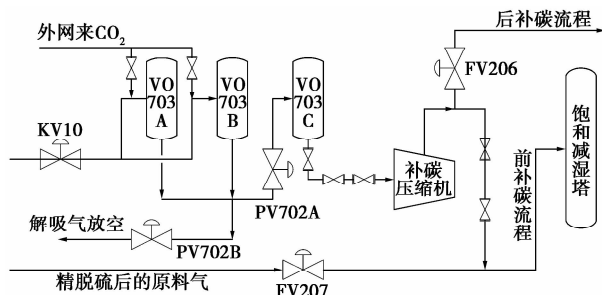 外网来CO₂
后补碳流程
VO
703
A
VO
703
B
VO
703
C
FV206
KV10
补碳
压缩机
前补碳流程
饱和减湿塔
PV702A
解吸气放空
PV702B
精脱硫后的原料气
FV207